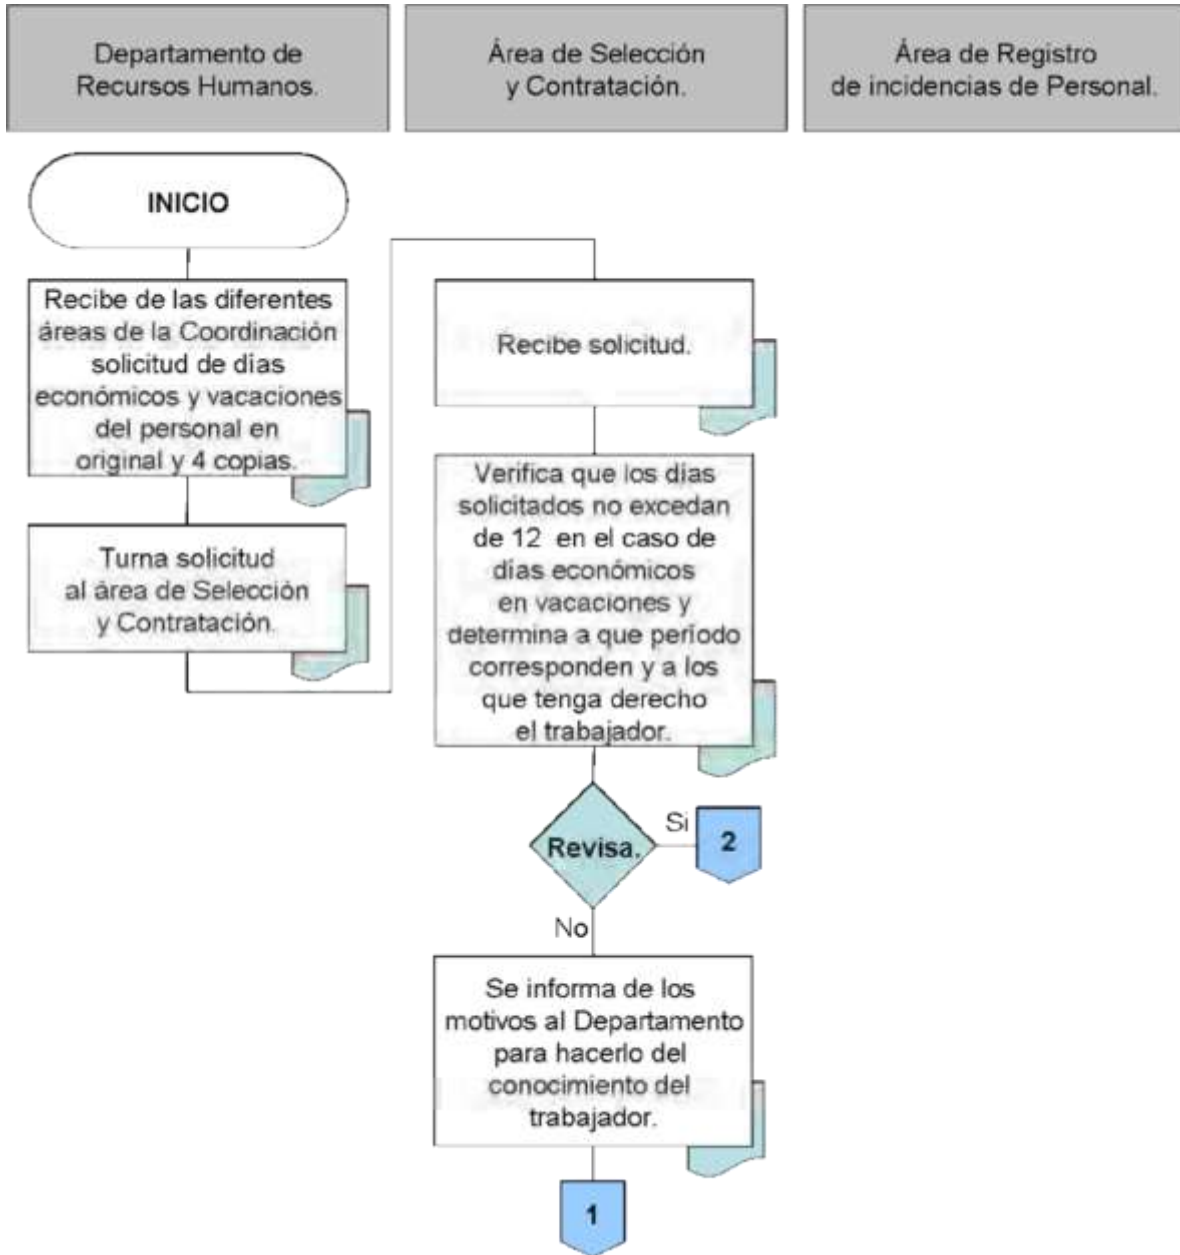 Departamento de
Recursos Humanos.
Área de Selección
y Contratación.
Área de Registro
de incidencias de Personal.
INICIO
Recibe de las diferentes
áreas de la Coordinación
solicitud de días
económicos y vacaciones
del personal en
original y 4 copias.
Turna solicitud
al área de Selección
y Contratación.
Recibe solicitud.
Verifica que los días
solicitados no excedan
de 12 en el caso de
días económicos
en vacaciones y
determina a que período
corresponden y a los
que tenga derecho
el trabajador.
Revisa.
Si
2
No
Se informa de los
motivos al Departamento
para hacerlo del
conocimiento del
trabajador.
1